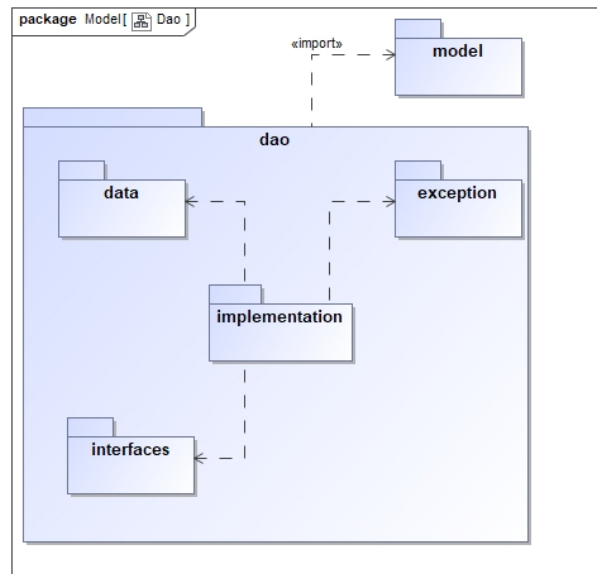 package Model[ Dao ]
«import»
model
dao
data
exception
implementation
interfaces